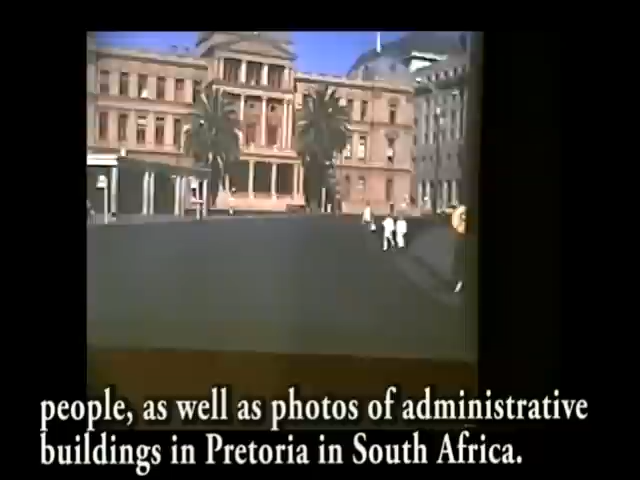 people, as well as photos of administrative
buildings in Pretoria in South Africa.